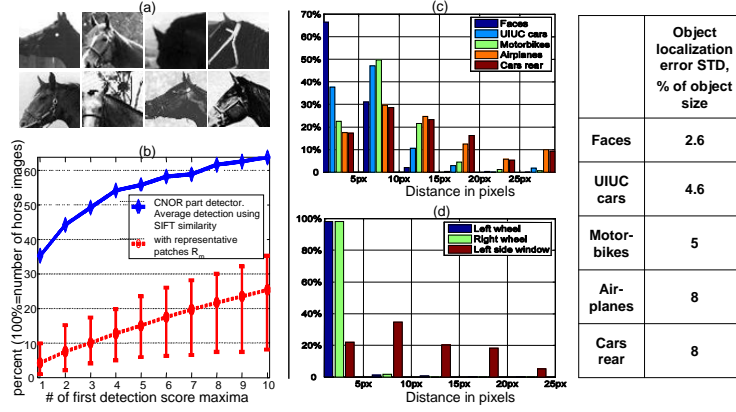 (a)
(b)
percent (100%=number of horse images)
60
50
40
30
20
10
0
CNOR part detector.
Average detection using
SIFT similarity
with representative
patches R_m
1 2 3 4 5 6 7 8 9 10
# of first detection score maxima
(c)
70%
60%
50%
40%
30%
20%
10%
0
Faces
UIUC cars
Motorbikes
Airplanes
Cars rear
5px 10px 15px 20px 25px
Distance in pixels
(d)
100%
80%
60%
40%
20%
0
Left wheel
Right wheel
Left side window
5px 10px 15px 20px 25px
Distance in pixels
Object
localization
error STD,
% of object
size
Faces 2.6
UIUC
cars 4.6
Motor-
bikes 5
Air-
planes 8
Cars
rear 8